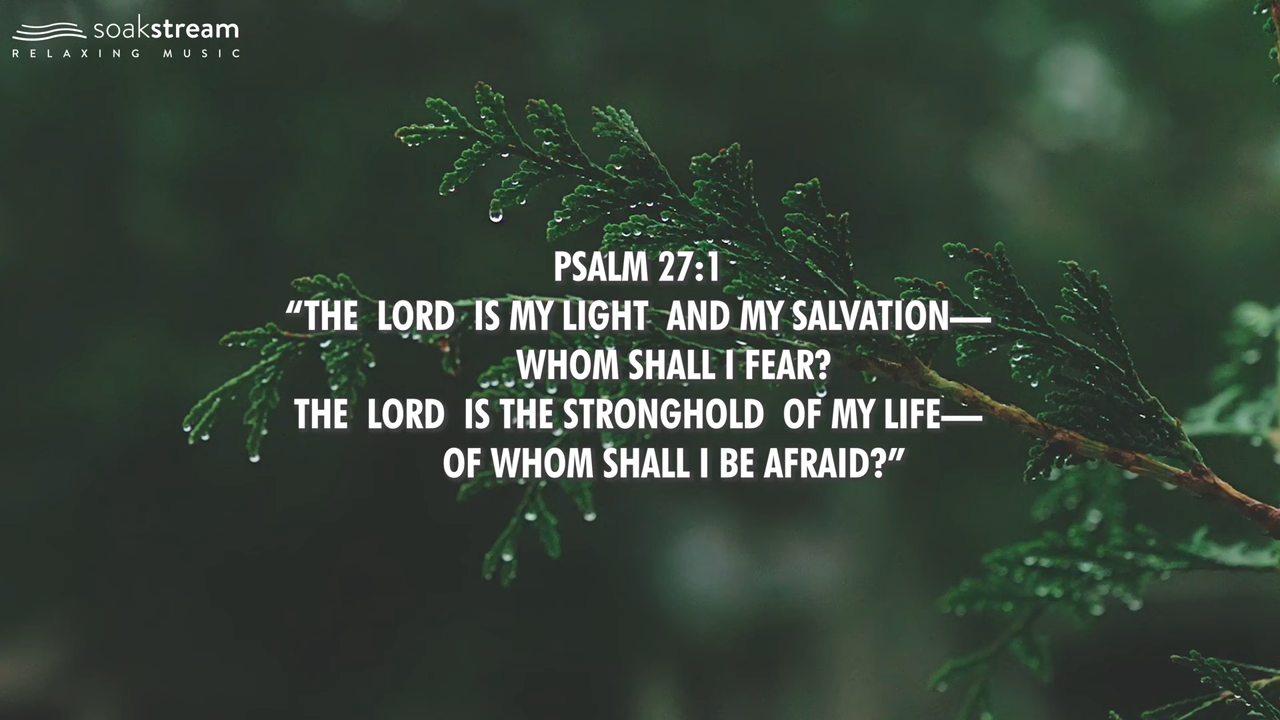 soakstream
RELAXING MUSIC
PSALM 27:1
“THE LORD IS MY LIGHT AND MY SALVATION—
WHOM SHALL I FEAR?
THE LORD IS THE STRONGHOLD OF MY LIFE—
OF WHOM SHALL I BE AFRAID?”